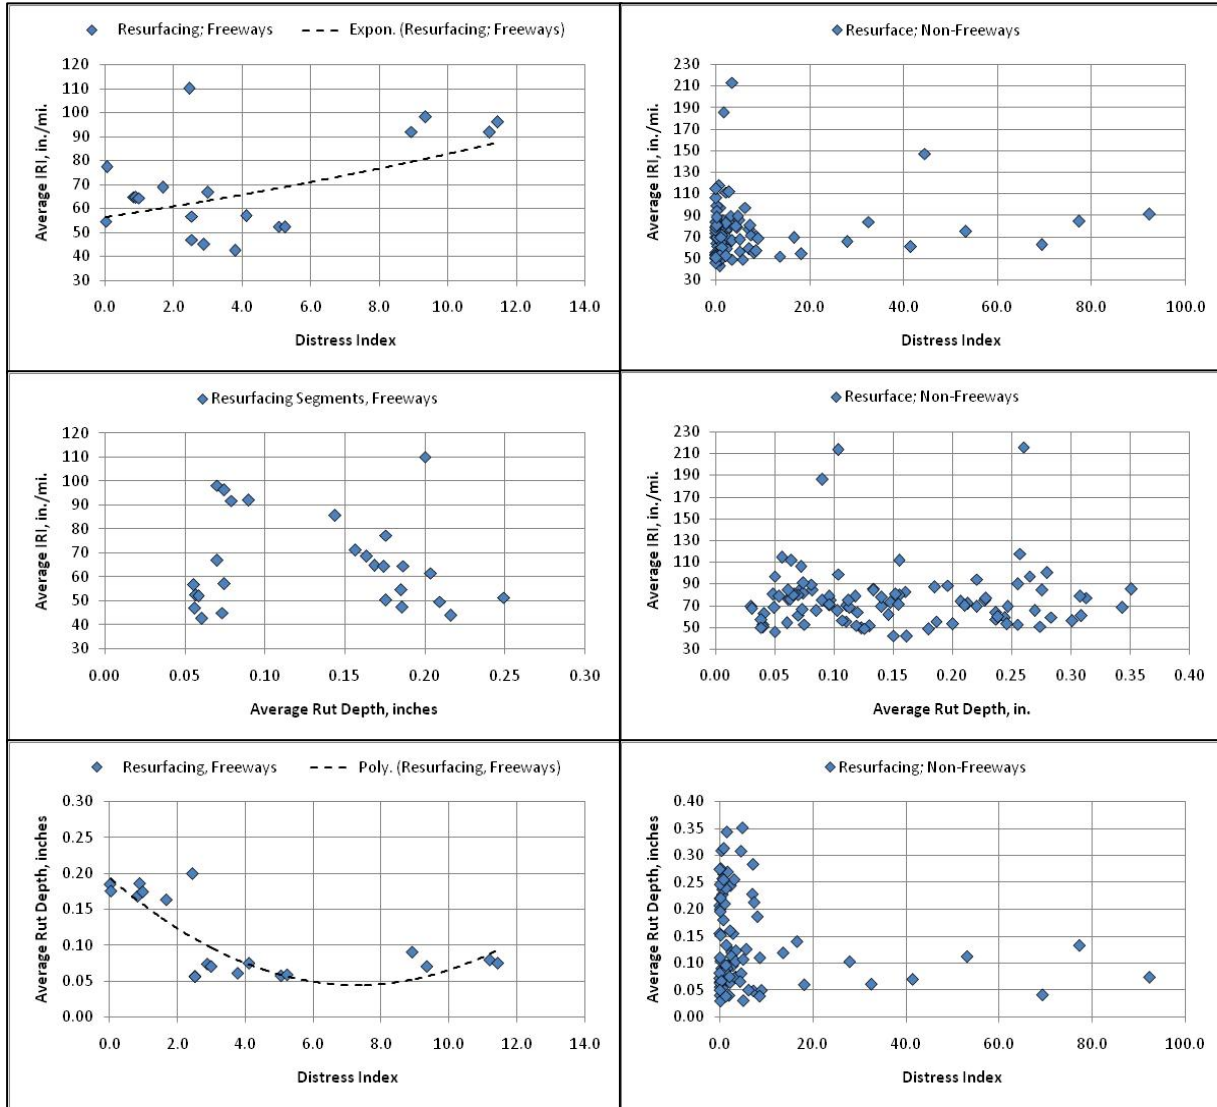 Resurfacing; Freeways Expon. (Resurfacing; Freeways)
120
110
100
90
80
70
60
50
40
30
Average IRI, in./mi.
0.0 2.0 4.0 6.0 8.0 10.0 12.0 14.0
Distress Index
Resurface; Non-Freeways
230
210
190
170
150
130
110
90
70
50
30
Average IRI, in./mi.
0.0 20.0 40.0 60.0 80.0 100.0
Distress Index
Resurfacing Segments, Freeways
120
110
100
90
80
70
60
50
40
30
Average IRI, in./mi.
0.00 0.05 0.10 0.15 0.20 0.25 0.30
Average Rut Depth, inches
Resurface; Non-Freeways
230
210
190
170
150
130
110
90
70
50
30
Average IRI, in./mi.
0.00 0.05 0.10 0.15 0.20 0.25 0.30 0.35 0.40
Average Rut Depth, in.
Resurfacing, Freeways Poly. (Resurfacing, Freeways)
0.30
0.25
0.20
0.15
0.10
0.05
0.00
Average Rut Depth, inches
0.0 2.0 4.0 6.0 8.0 10.0 12.0 14.0
Distress Index
Resurfacing; Non-Freeways
0.40
0.35
0.30
0.25
0.20
0.15
0.10
0.05
0.00
Average Rut Depth, inches
0.0 20.0 40.0 60.0 80.0 100.0
Distress Index